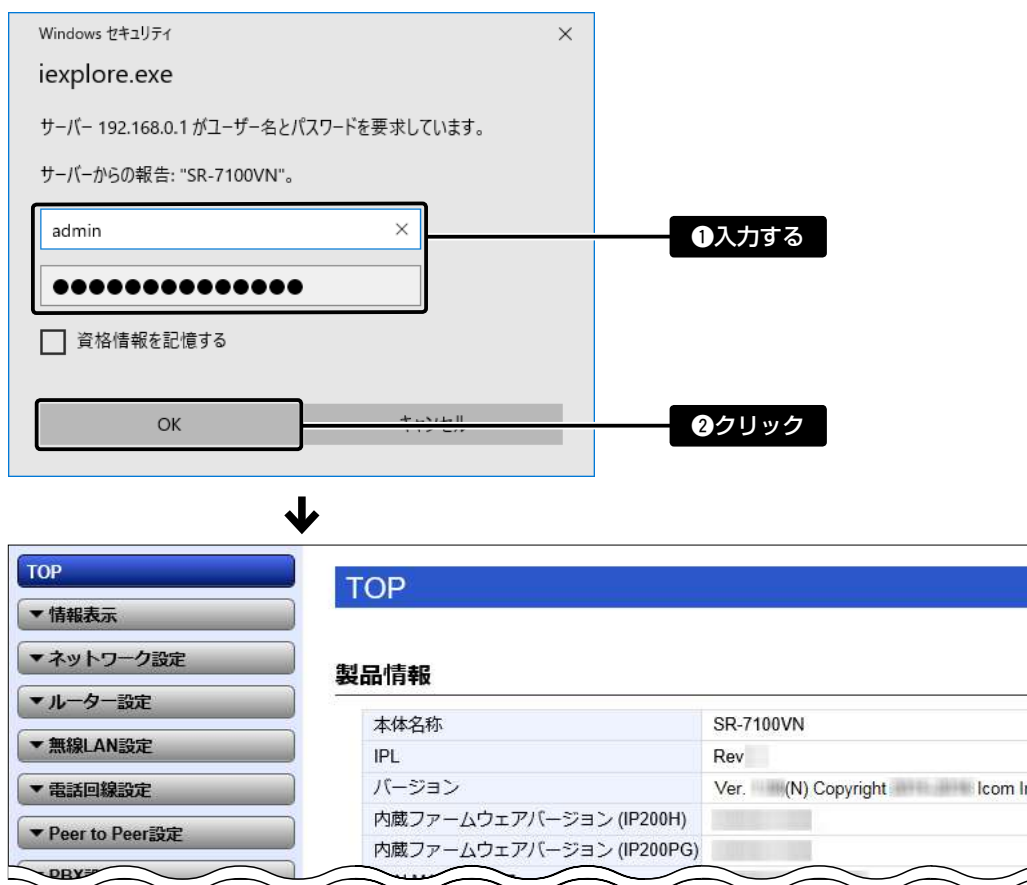 Windows セキュリティ
iexplore.exe
サーバー 192.168.0.1 がユーザー名とパスワードを要求しています。
サーバーからの報告: "SR-7100VN"。
admin
❶入力する
●●●●●●●●●●●●●●
資格情報を記憶する
OK
キャンセル
❷クリック
TOP
▼情報表示
▼ネットワーク設定
▼ルーター設定
▼無線LAN設定
▼電話回線設定
▼Peer to Peer設定
TOP
製品情報
本体名称 SR-7100VN
IPL Rev
バージョン Ver. (N) Copyright Icom
内蔵ファームウェアバージョン (IP200H)
内蔵ファームウェアバージョン (IP200PG)